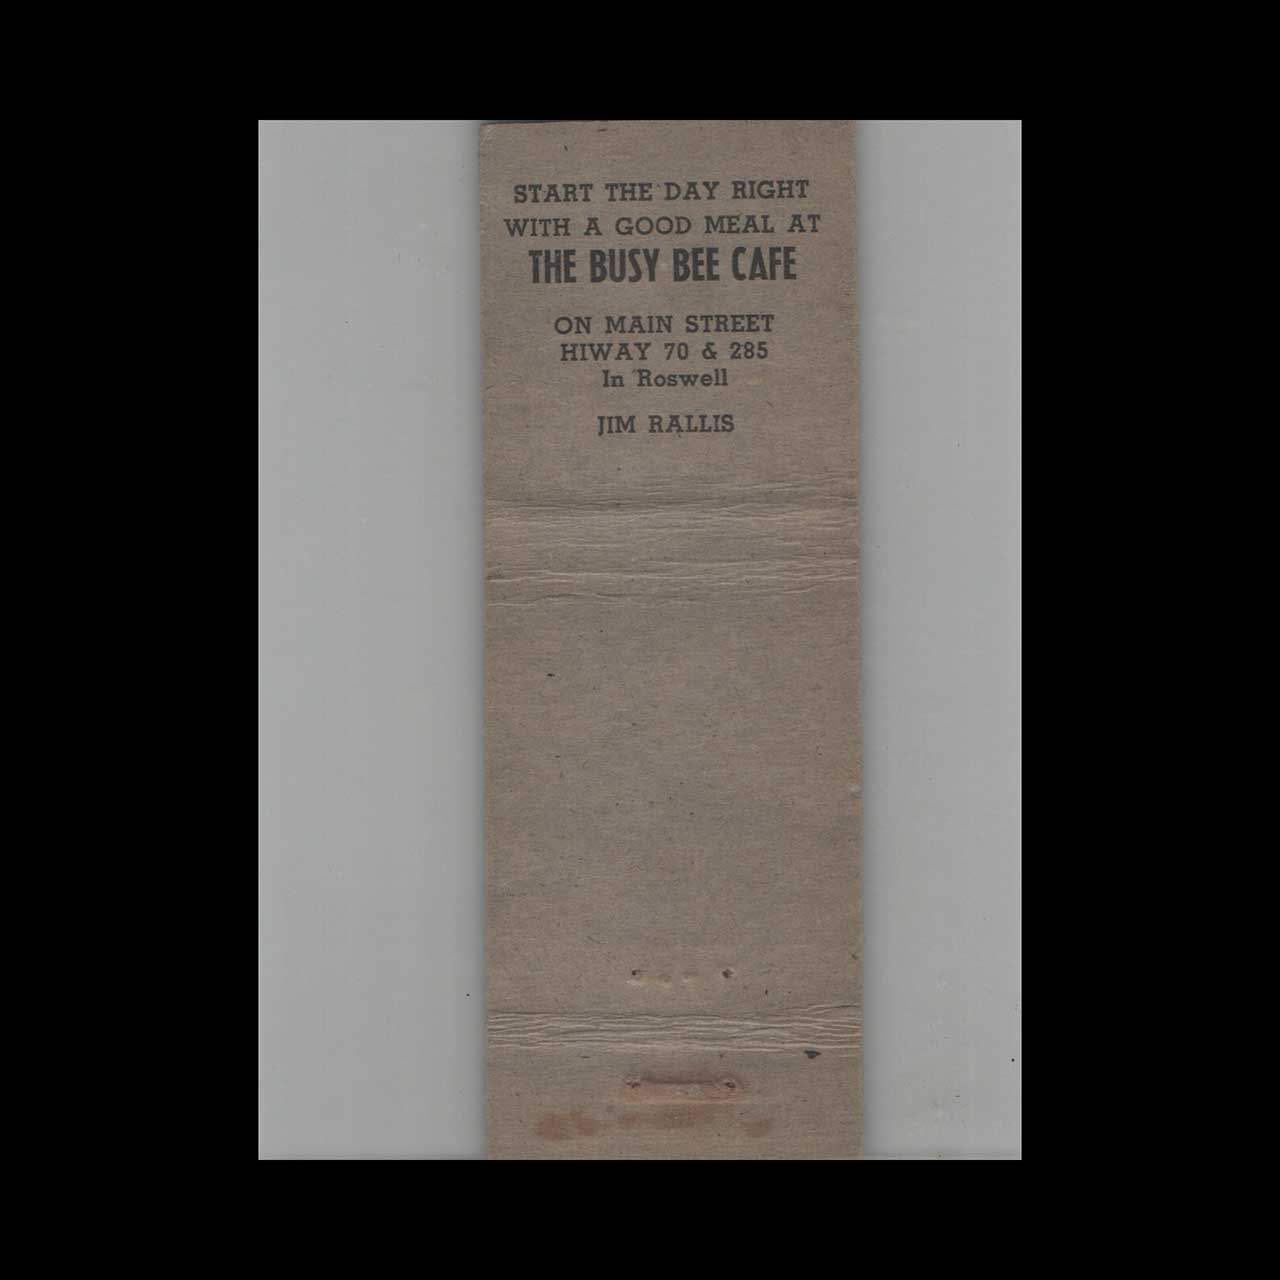 START THE DAY RIGHT
WITH A GOOD MEAL AT
THE BUSY BEE CAFE
ON MAIN STREET
HIWAY 70 & 285
In Roswell
JIM RALLIS